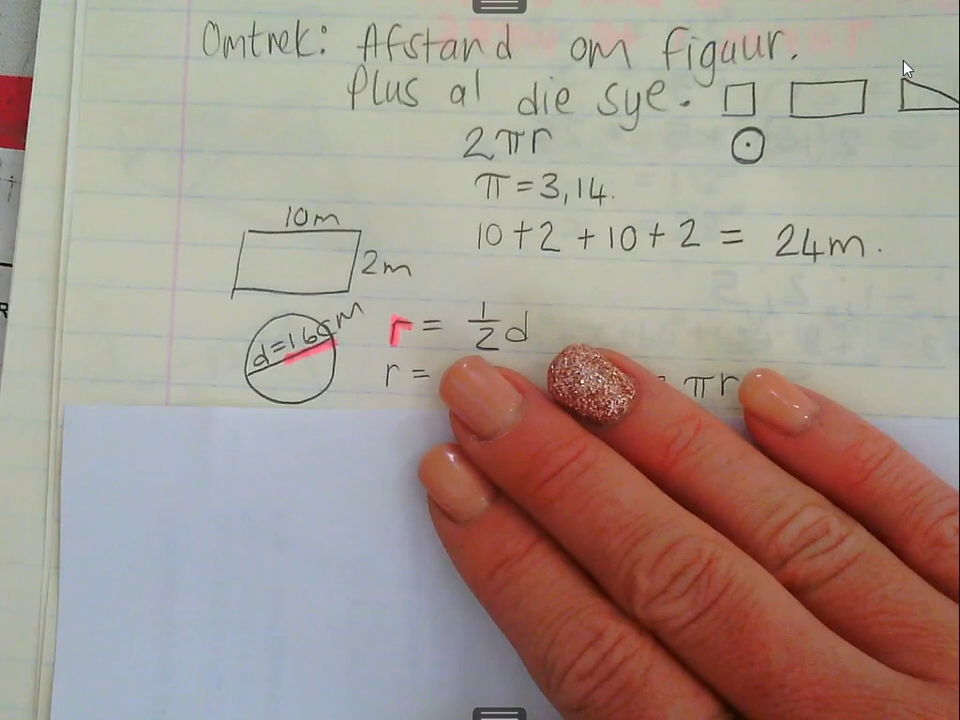 Omtrek: Afstand om figuur.
Plus al die sye.
2πr
π = 3,14.
10m
10 + 2 + 10 + 2 = 24m.
2m
d=16cm
r = 1/2 d
r =
πr